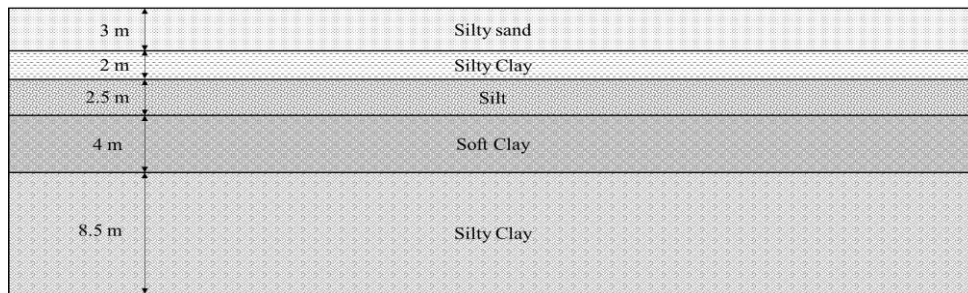 3 m Silty sand
2 m Silty Clay
2.5 m Silt
4 m Soft Clay
8.5 m Silty Clay